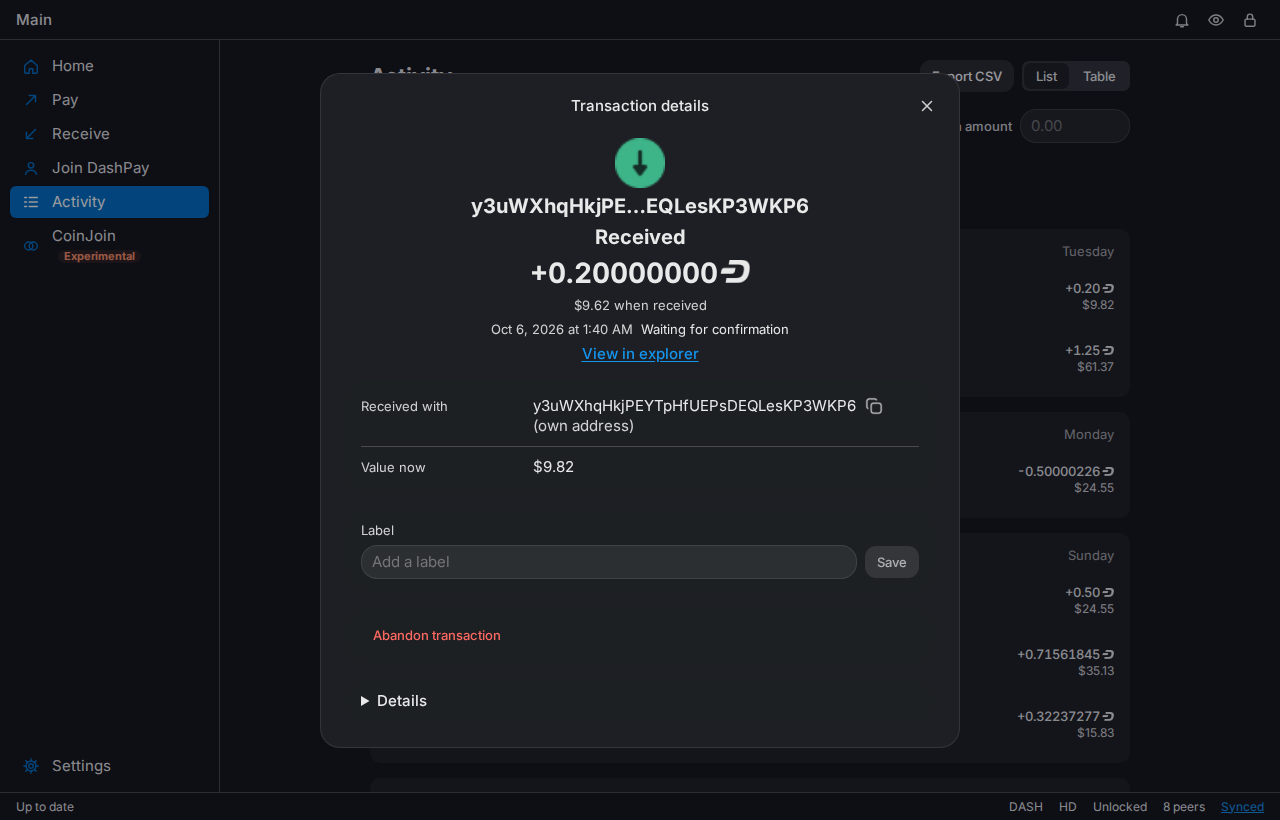 Main
Home
Pay
Receive
Join DashPay
Activity
CoinJoin
Experimental
Settings
List
Table
0.00
Transaction details
y3uWXhqHkjPE...EQLesKP3WKP6
Received
+0.20000000
$9.62 when received
Oct 6, 2026 at 1:40 AM Waiting for confirmation
View in explorer
Received with
y3uWXhqHkjPEYTpHfUEPsDEQLesKP3WKP6
(own address)
Value now
$9.82
Label
Add a label
Save
Abandon transaction
Details
CSV
amount
Tuesday
+0.20
$9.82
+1.25
$61.37
Monday
-0.50000226
$24.55
Sunday
+0.50
$24.55
+0.71561845
$35.13
+0.32237277
$15.83
Up to date
DASH
HD
Unlocked
8 peers
Synced